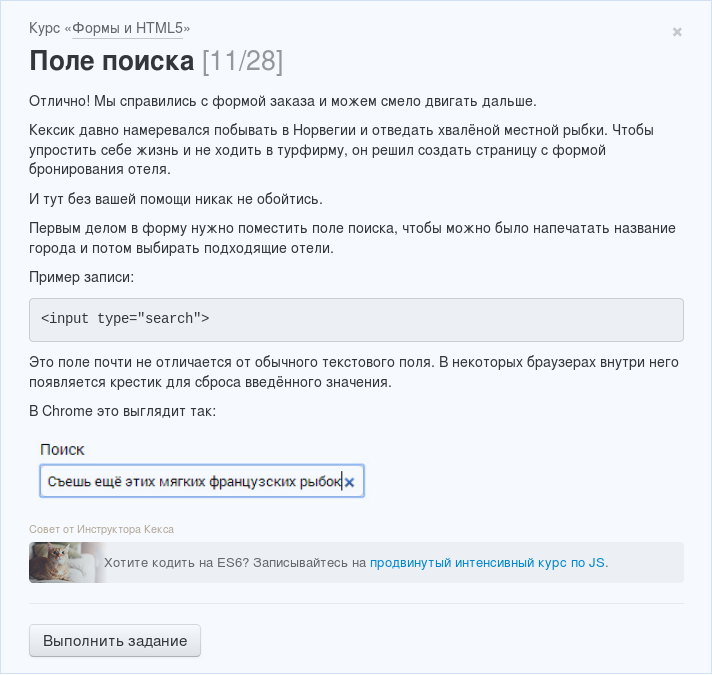 Курс «Формы и HTML5»
×
Поле поиска [11/28]
Отлично! Мы справились с формой заказа и можем смело двигать дальше.
Кексик давно намеревался побывать в Норвегии и отведать хвалёной местной рыбки. Чтобы
упростить себе жизнь и не ходить в турфирму, он решил создать страницу с формой
бронирования отеля.
И тут без вашей помощи никак не обойтись.
Первым делом в форму нужно поместить поле поиска, чтобы можно было напечатать название
города и потом выбирать подходящие отели.
Пример записи:
<input type="search">
Это поле почти не отличается от обычного текстового поля. В некоторых браузерах внутри него
появляется крестик для сброса введённого значения.
В Chrome это выглядит так:
Поиск
Съешь ещё этих мягких французских рыбок×
Совет от Инструктора Кекса
Хотите кодить на ES6? Записывайтесь на продвинутый интенсивный курс по JS.
Выполнить задание